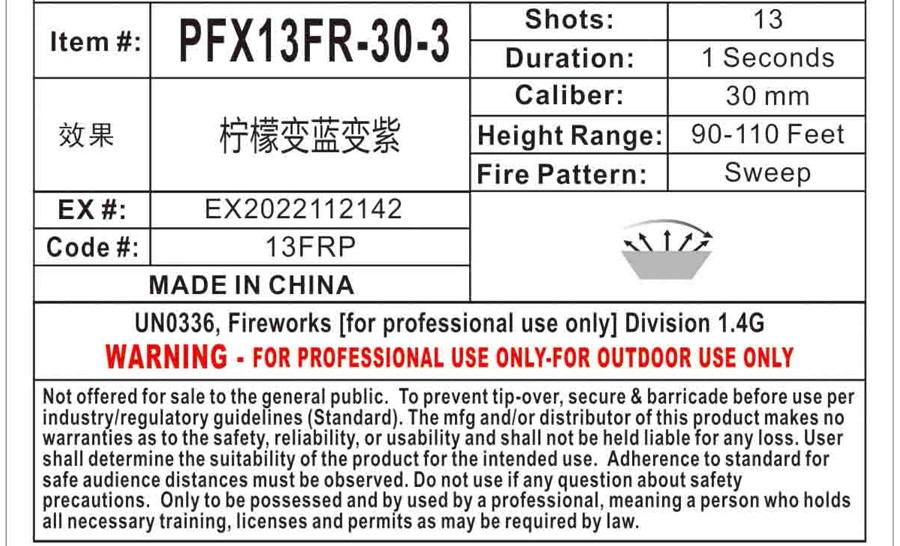 Item #: PFX13FR-30-3
Shots: 13
Duration: 1 Seconds
Caliber: 30 mm
Height Range: 90-110 Feet
Fire Pattern: Sweep
效果 柠檬变蓝变紫
EX #: EX2022112142
Code #: 13FRP
MADE IN CHINA
UN0336, Fireworks [for professional use only] Division 1.4G
WARNING - FOR PROFESSIONAL USE ONLY-FOR OUTDOOR USE ONLY
Not offered for sale to the general public. To prevent tip-over, secure & barricade before use per
industry/regulatory guidelines (Standard). The mfg and/or distributor of this product makes no
warranties as to the safety, reliability, or usability and shall not be held liable for any loss. User
shall determine the suitability of the product for the intended use. Adherence to standard for
safe audience distances must be observed. Do not use if any question about safety
precautions. Only to be possessed and by used by a professional, meaning a person who holds
all necessary training, licenses and permits as may be required by law.